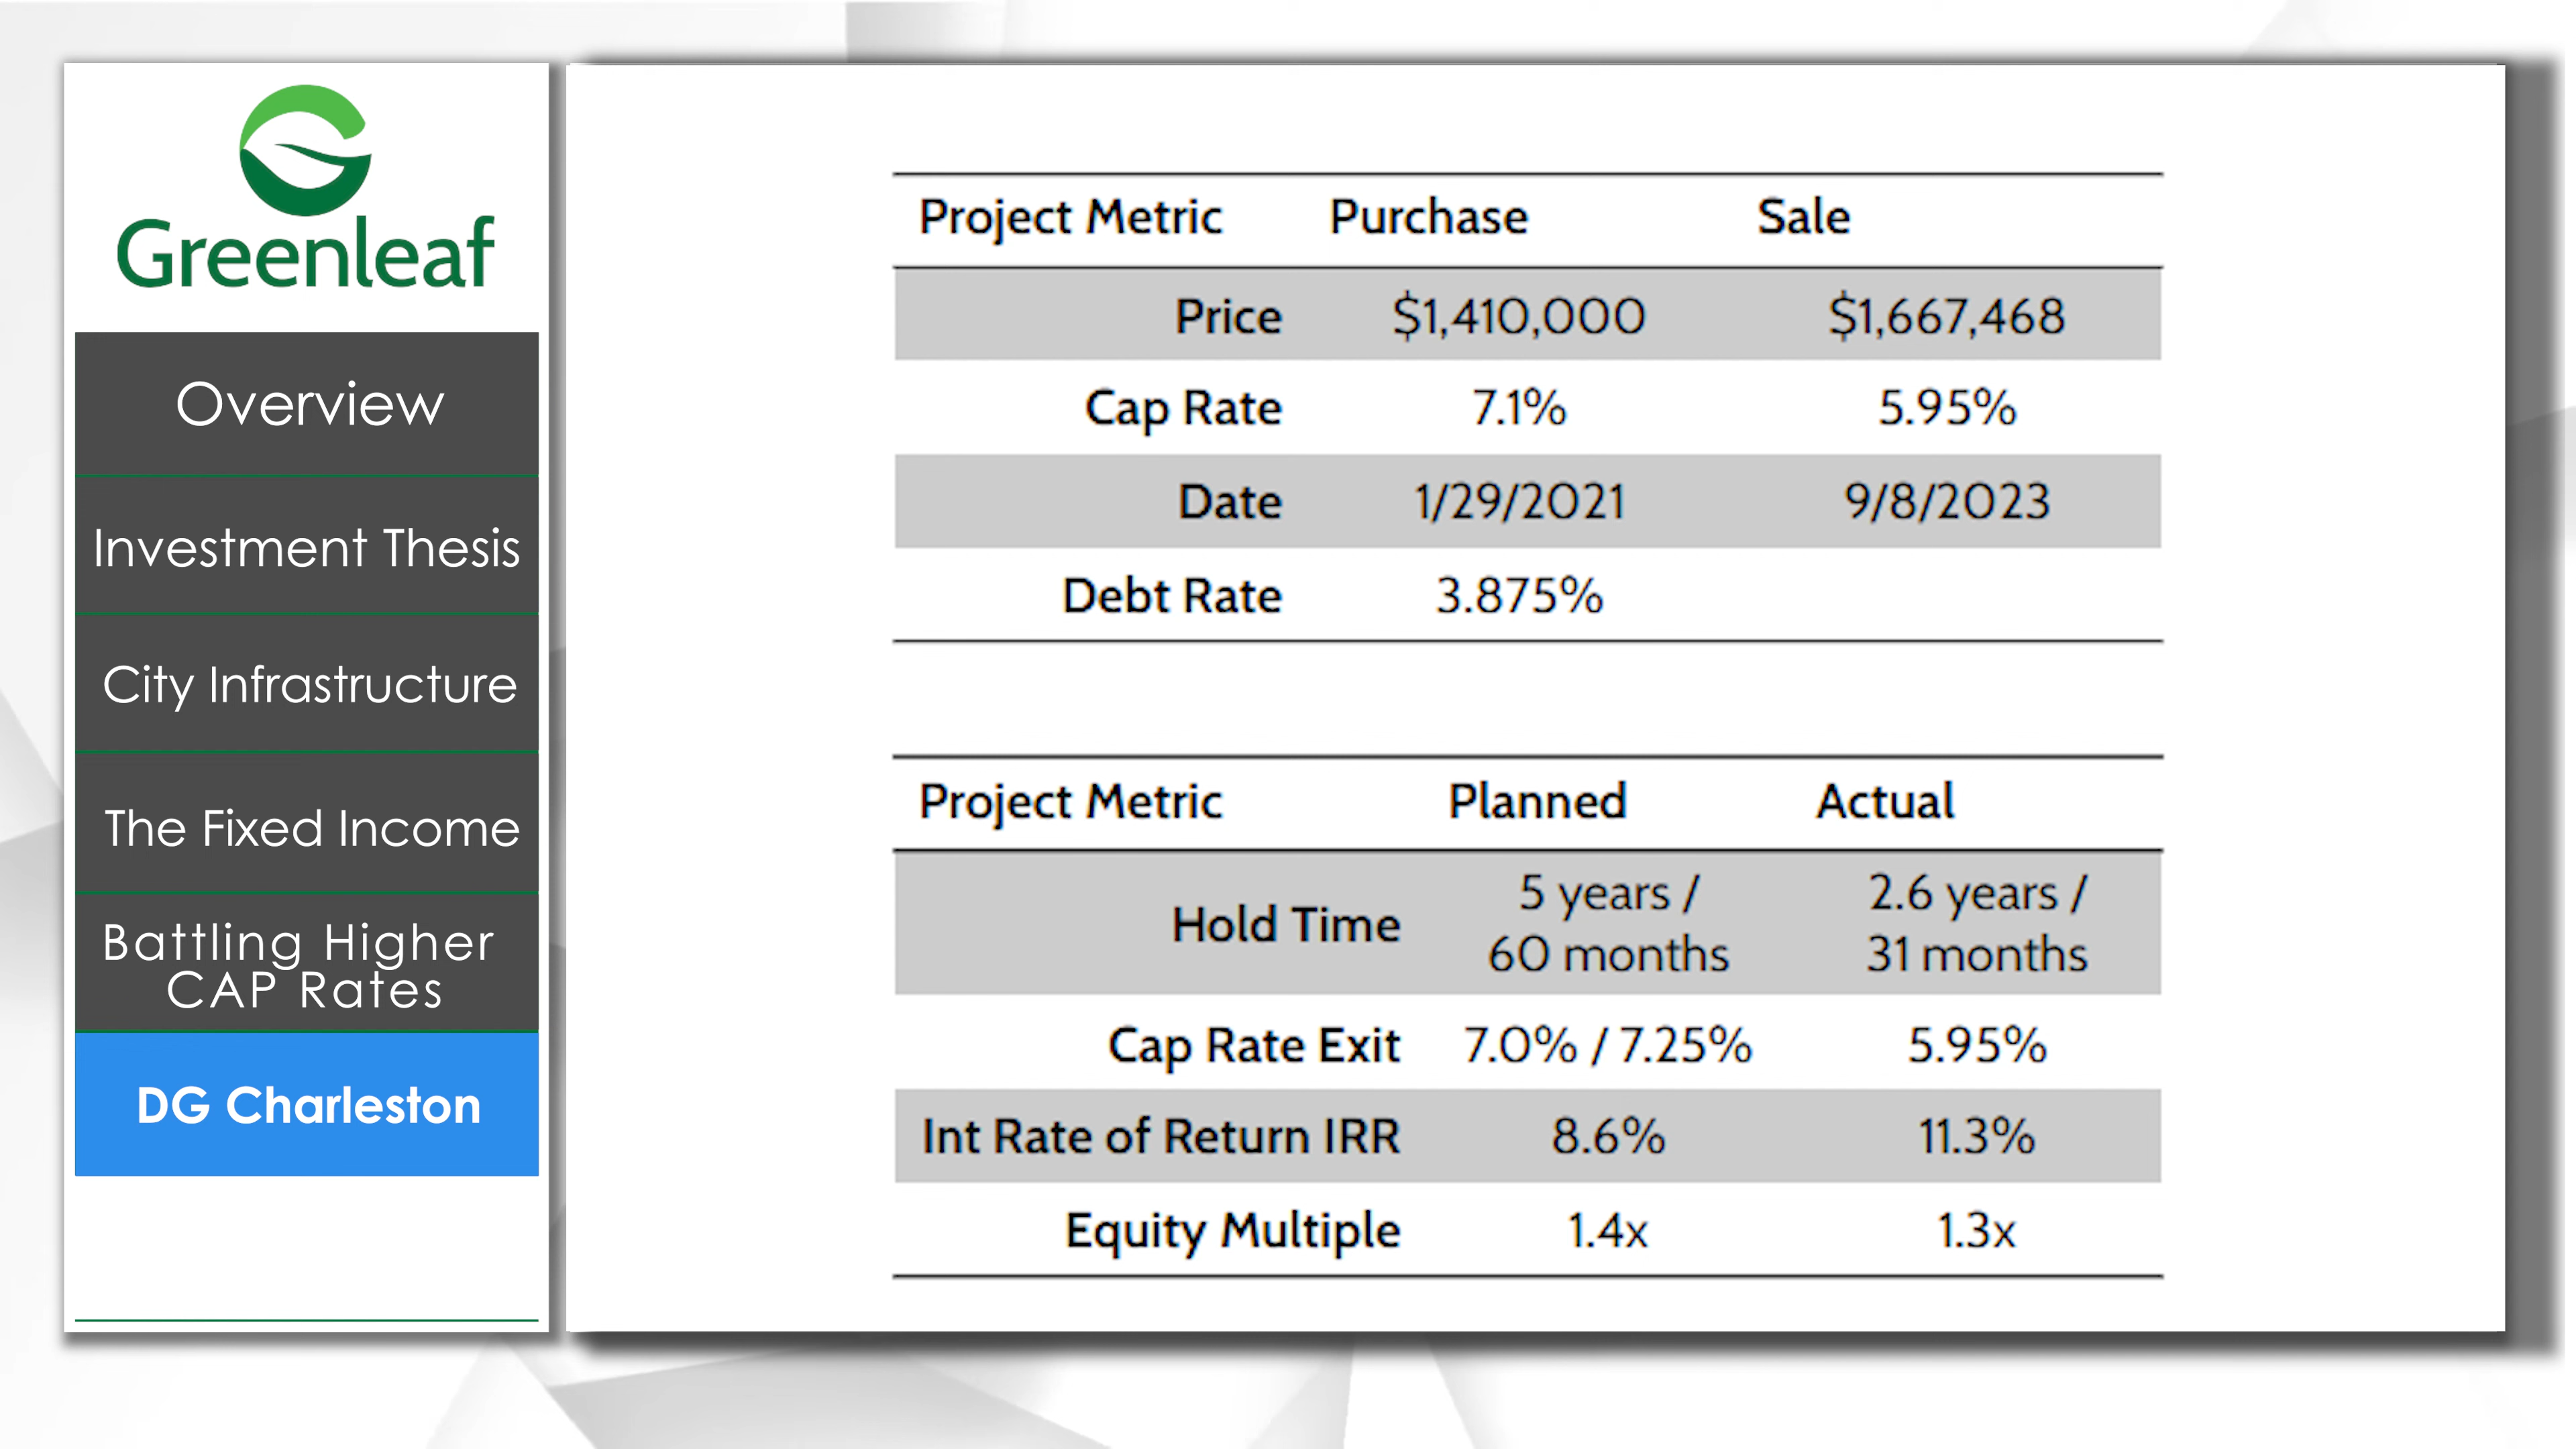 Greenleaf
Overview
Investment Thesis
City Infrastructure
The Fixed Income
Battling Higher
CAP Rates
DG Charleston
Project Metric Purchase Sale
Price $1,410,000 $1,667,468
Cap Rate 7.1% 5.95%
Date 1/29/2021 9/8/2023
Debt Rate 3.875%
Project Metric Planned Actual
Hold Time 5 years / 60 months 2.6 years / 31 months
Cap Rate Exit 7.0% / 7.25% 5.95%
Int Rate of Return IRR 8.6% 11.3%
Equity Multiple 1.4x 1.3x